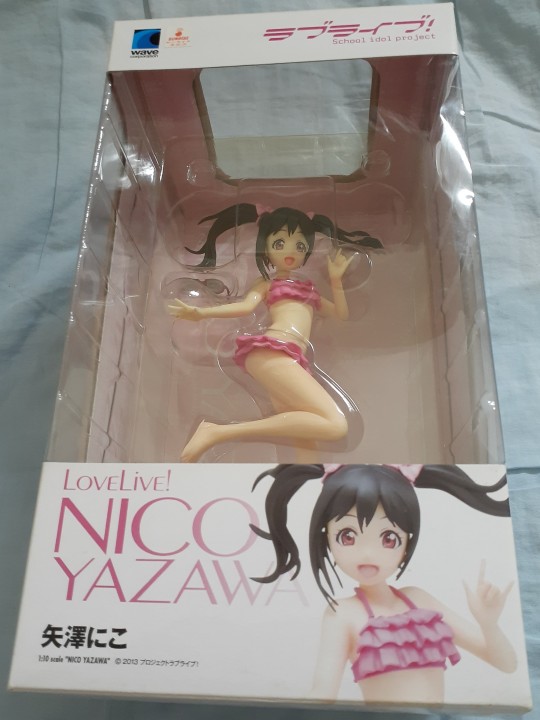 wave
corporation
ラブライブ!
School idol project
LoveLive!
NICO
YAZAWA
矢澤にこ
1:10 scale "NICO YAZAWA" © 2013 プロジェクトラブライブ!